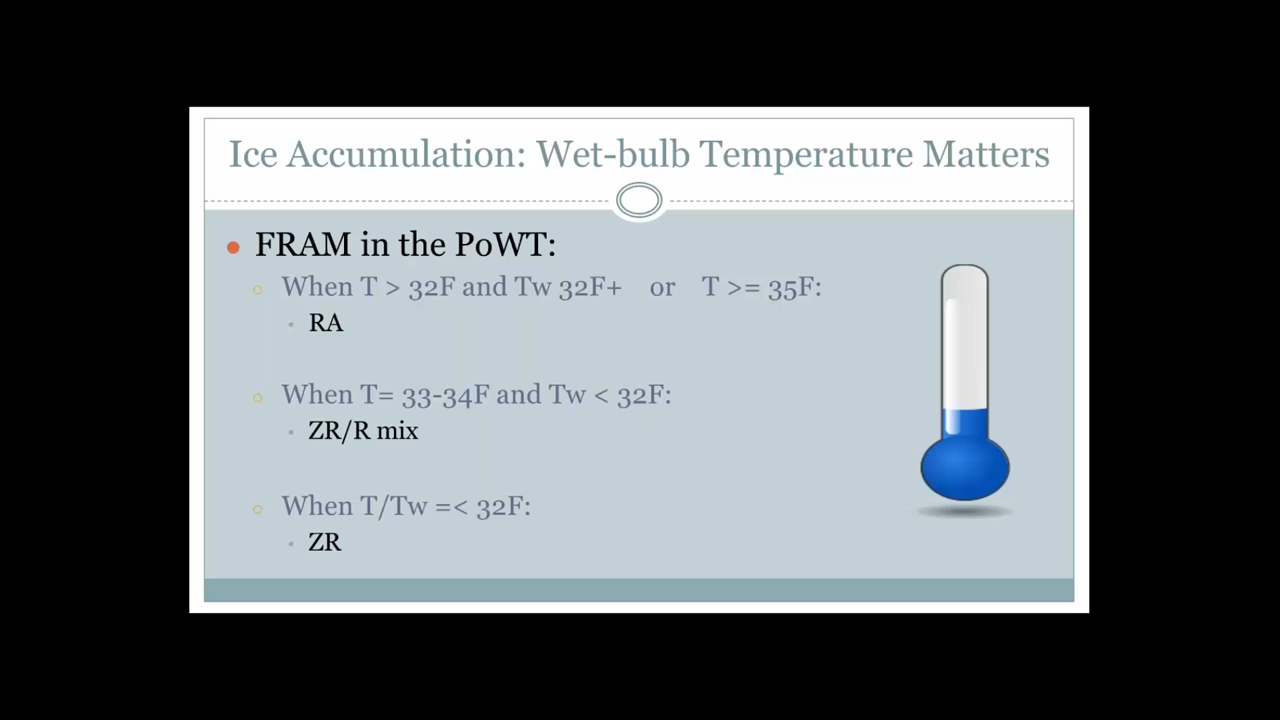 Ice Accumulation: Wet-bulb Temperature Matters
FRAM in the PoWT:
When T > 32F and Tw 32F+ or T >= 35F:
RA
When T= 33-34F and Tw < 32F:
ZR/R mix
When T/Tw =< 32F:
ZR